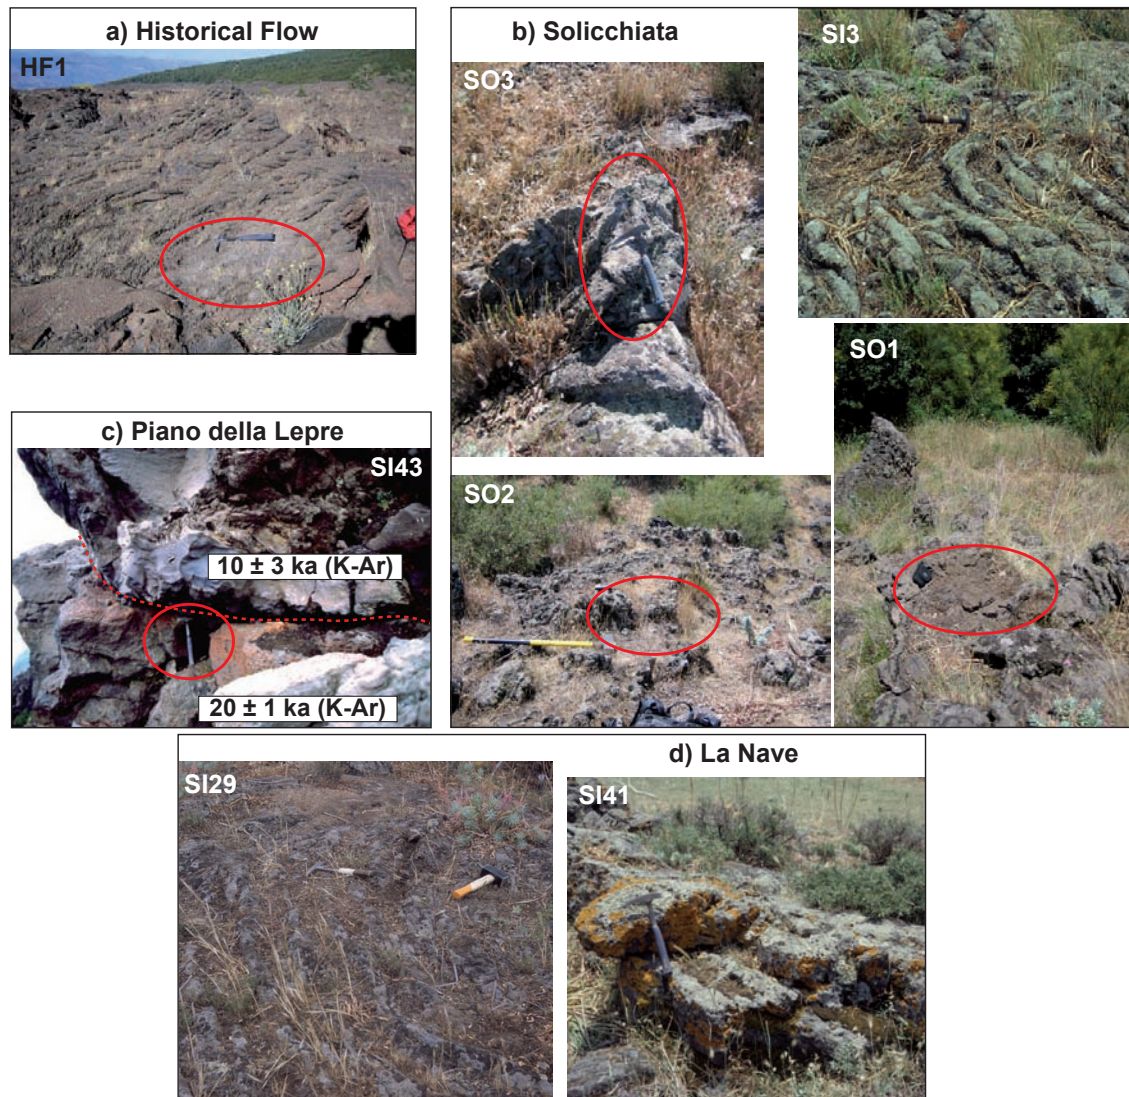 a) Historical Flow
HF1
b) Solicchiata
SO3
SI3
SO1
SO2
c) Piano della Lepre
SI43
10 ± 3 ka (K-Ar)
20 ± 1 ka (K-Ar)
d) La Nave
SI29
SI41